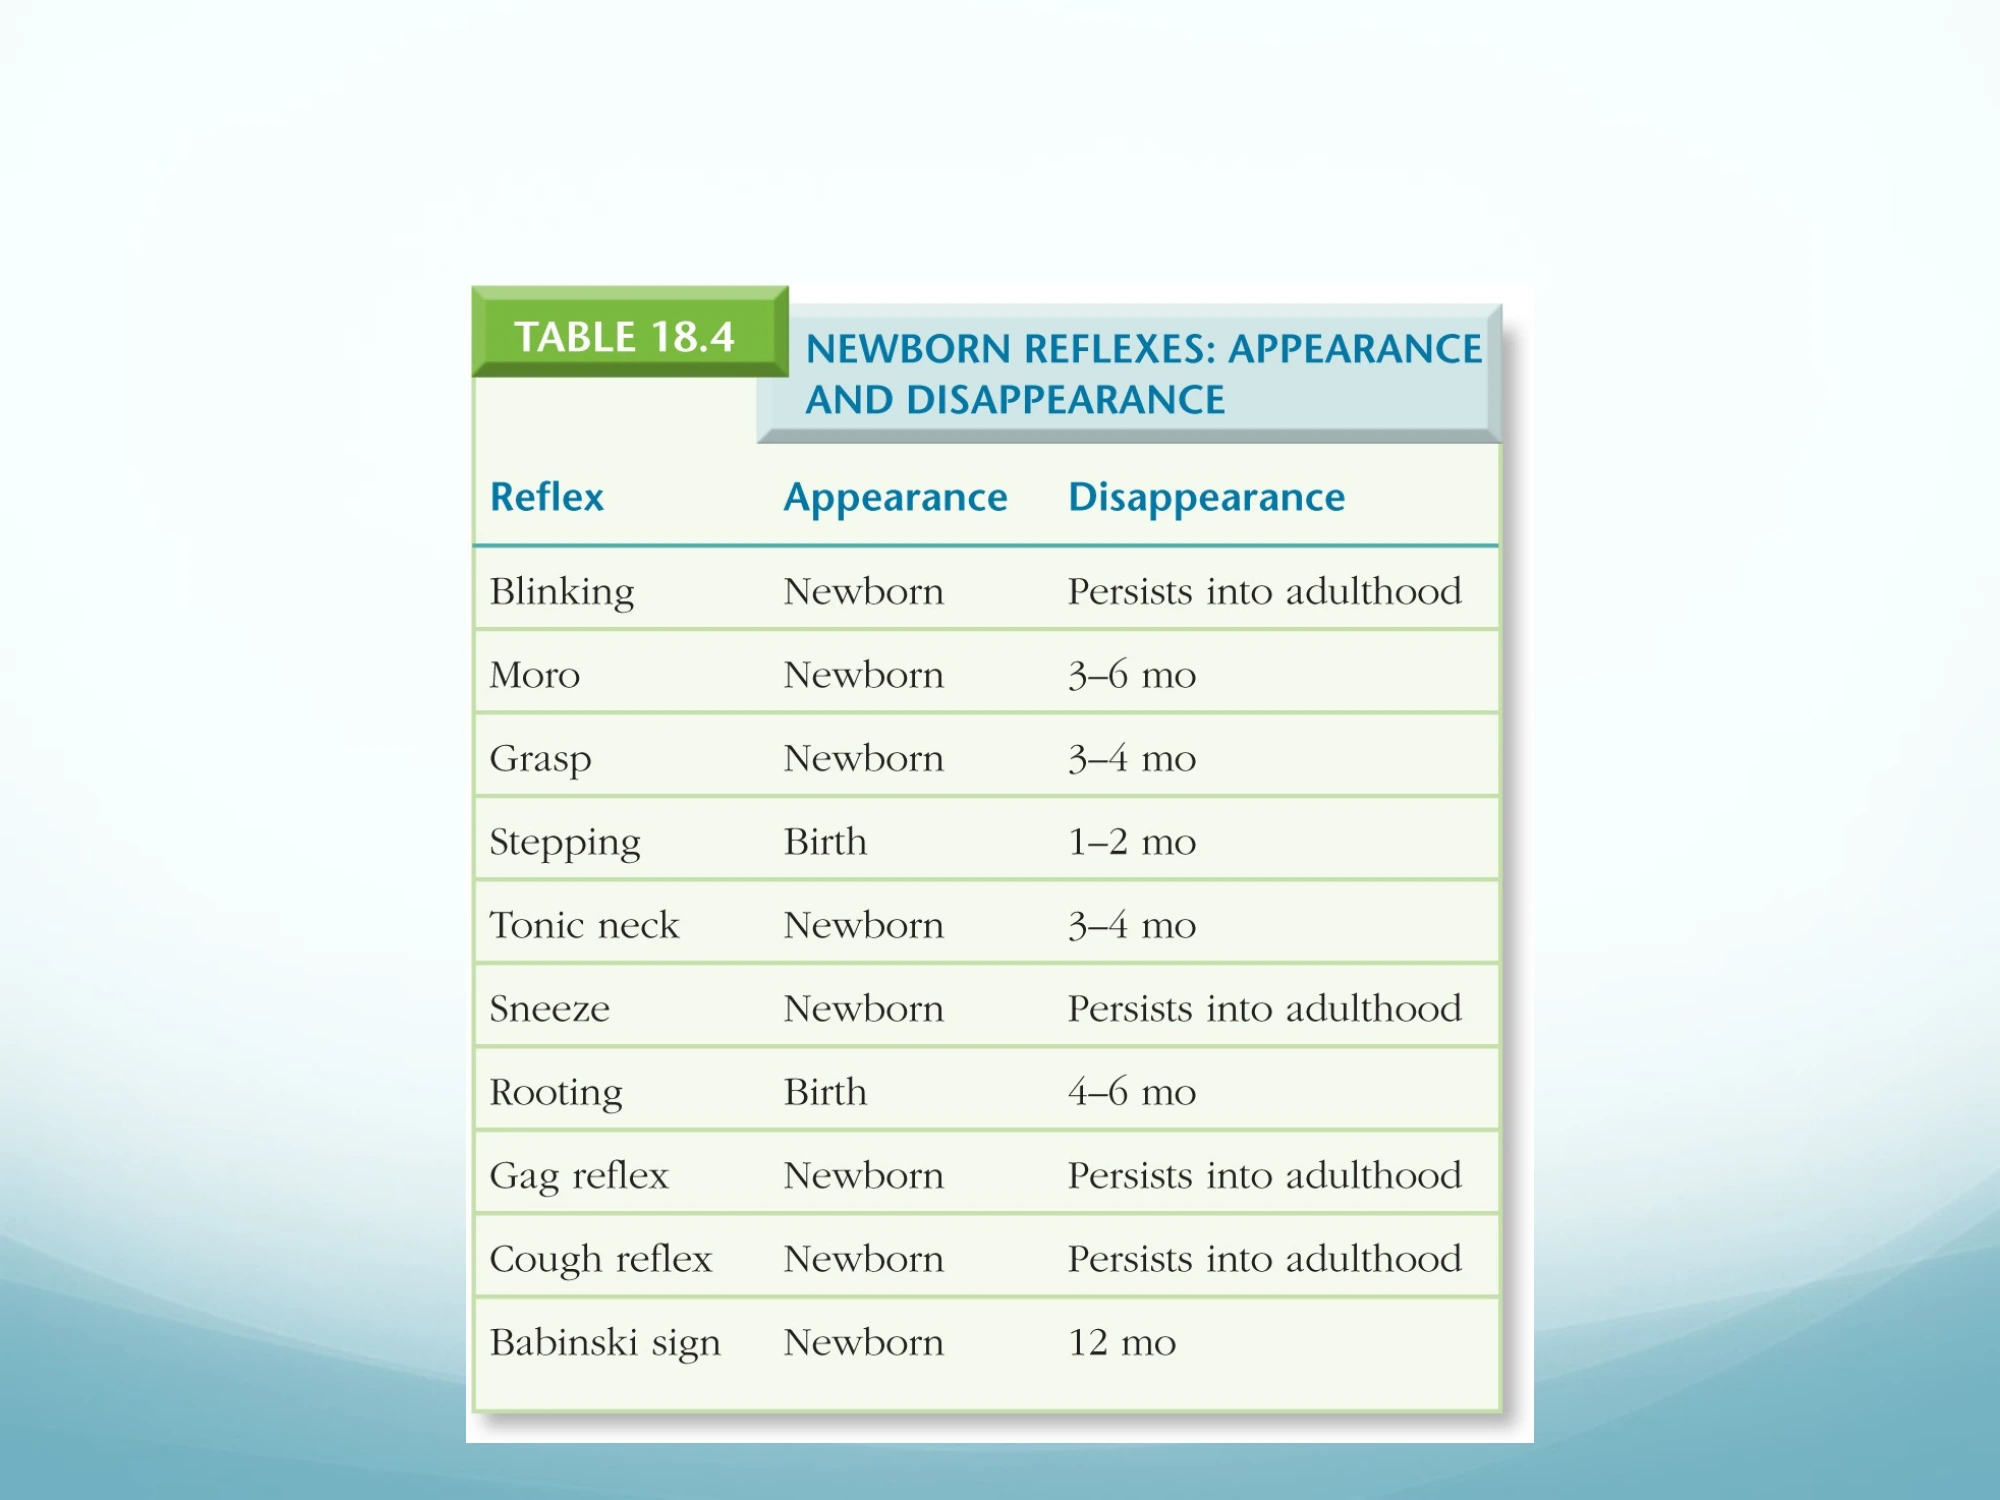 TABLE 18.4
NEWBORN REFLEXES: APPEARANCE
AND DISAPPEARANCE
Reflex Appearance Disappearance
Blinking Newborn Persists into adulthood
Moro Newborn 3–6 mo
Grasp Newborn 3–4 mo
Stepping Birth 1–2 mo
Tonic neck Newborn 3–4 mo
Sneeze Newborn Persists into adulthood
Rooting Birth 4–6 mo
Gag reflex Newborn Persists into adulthood
Cough reflex Newborn Persists into adulthood
Babinski sign Newborn 12 mo